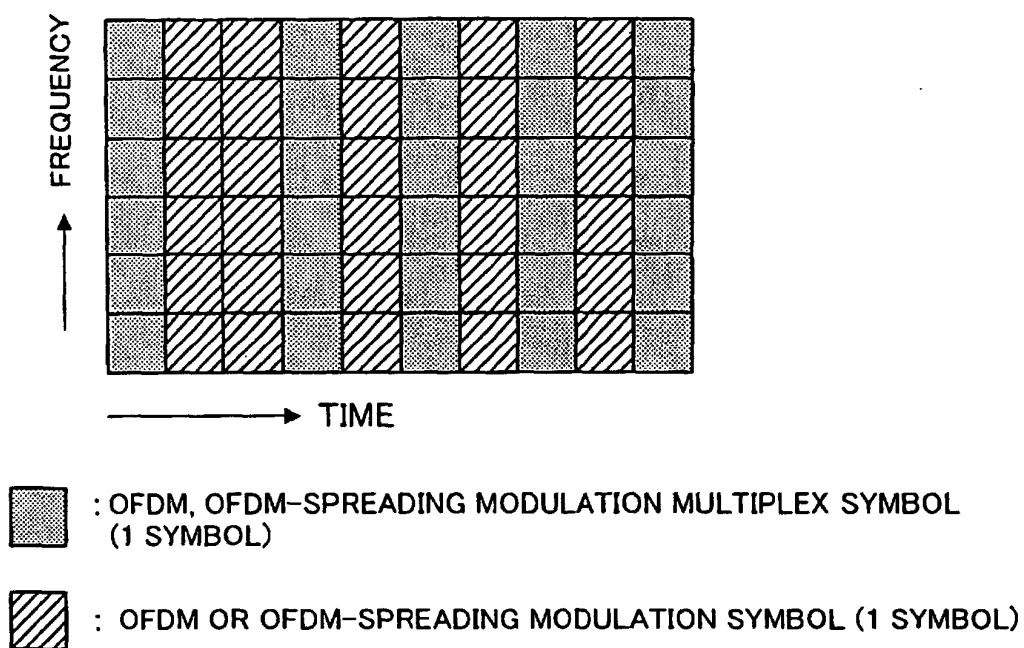 FREQUENCY
TIME
: OFDM, OFDM-SPREADING MODULATION MULTIPLEX SYMBOL
(1 SYMBOL)
: OFDM OR OFDM-SPREADING MODULATION SYMBOL (1 SYMBOL)